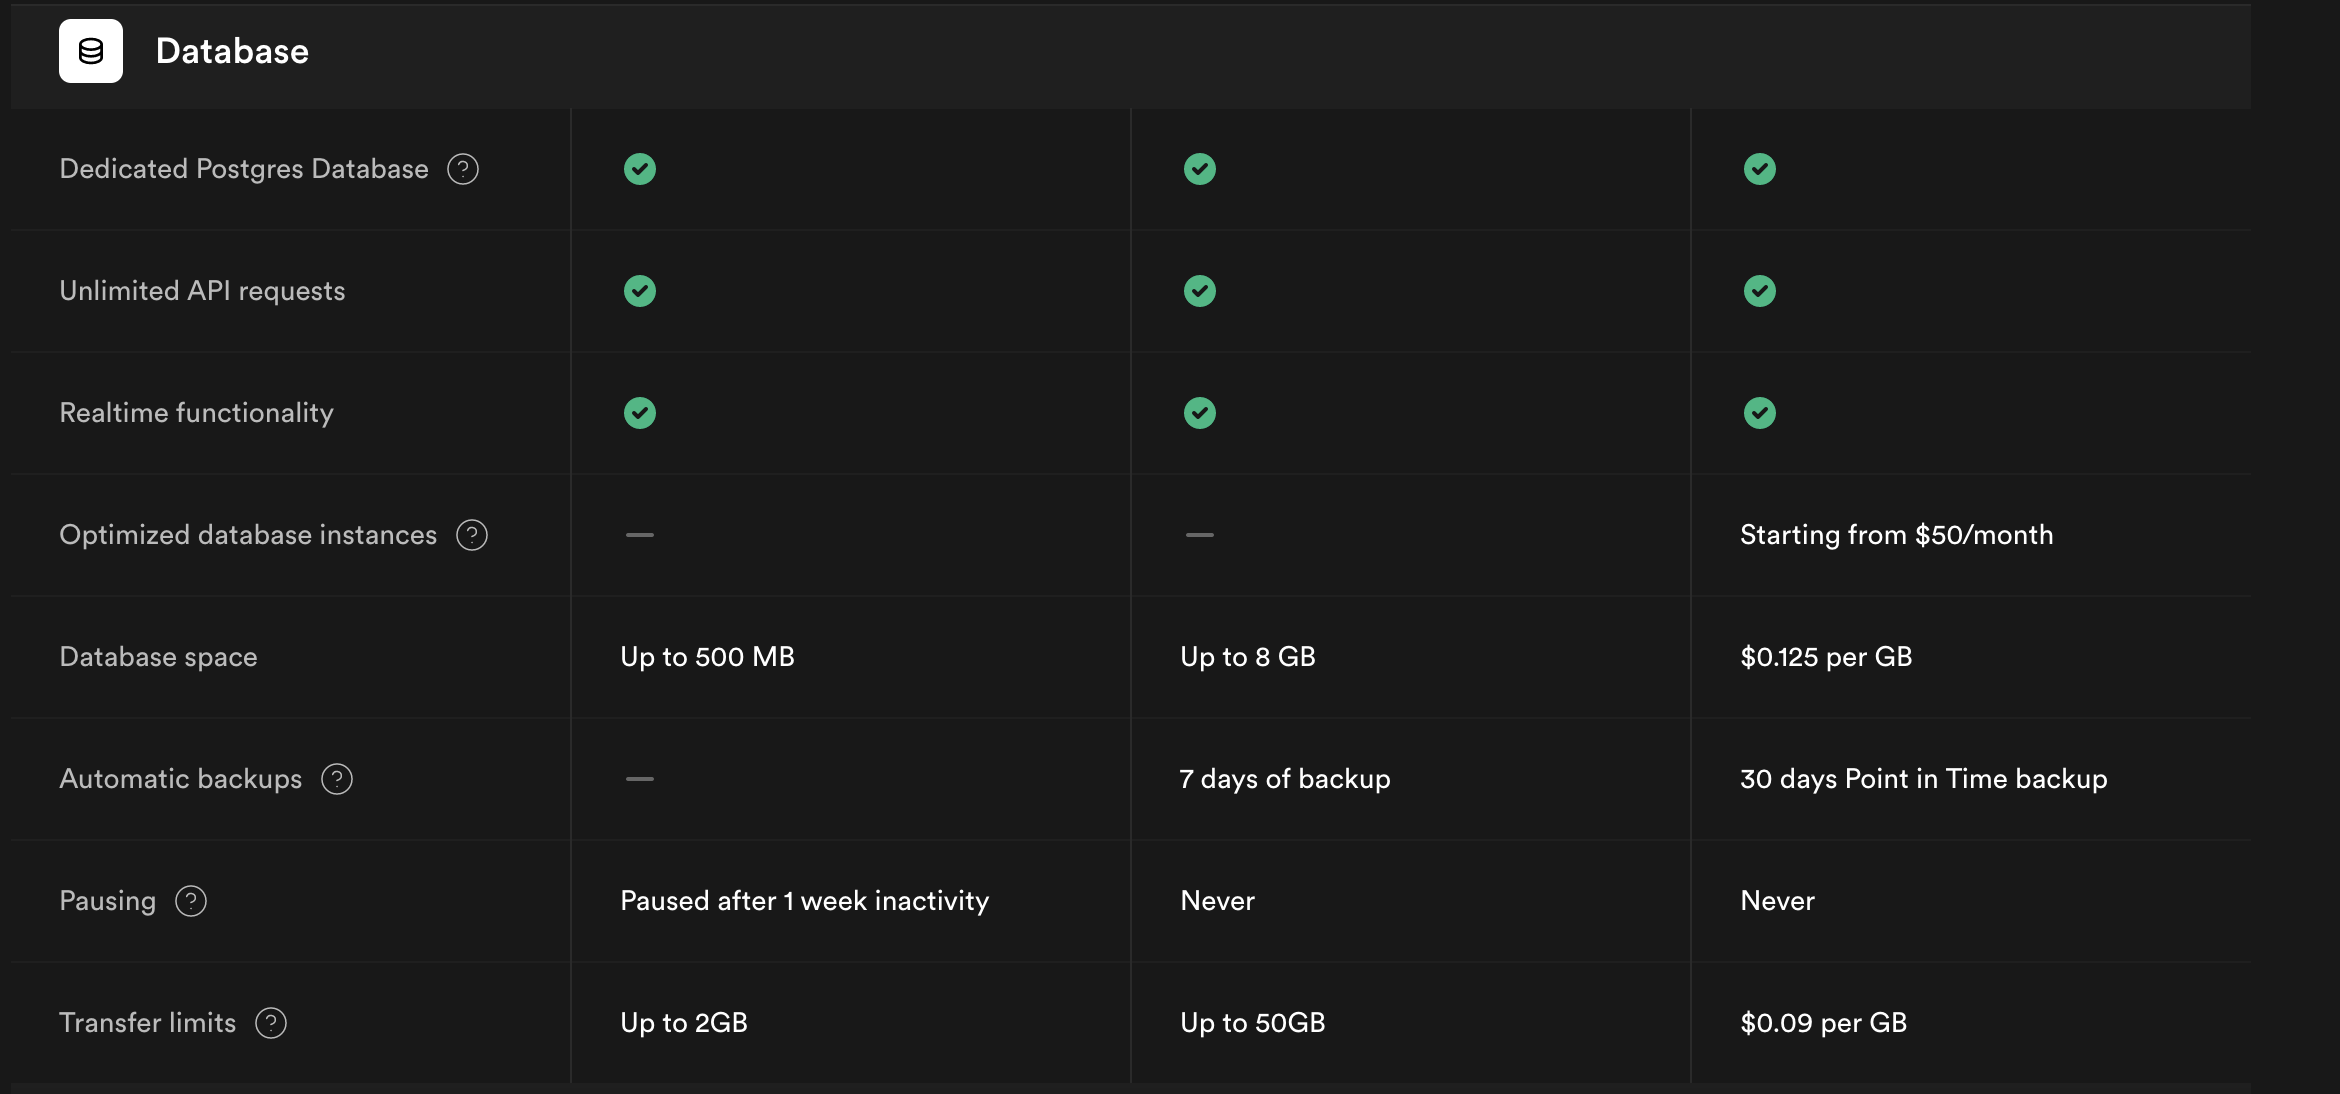 Database
Dedicated Postgres Database ?
Unlimited API requests
Realtime functionality
Optimized database instances ? — — Starting from $50/month
Database space Up to 500 MB Up to 8 GB $0.125 per GB
Automatic backups ? — 7 days of backup 30 days Point in Time backup
Pausing ? Paused after 1 week inactivity Never Never
Transfer limits ? Up to 2GB Up to 50GB $0.09 per GB